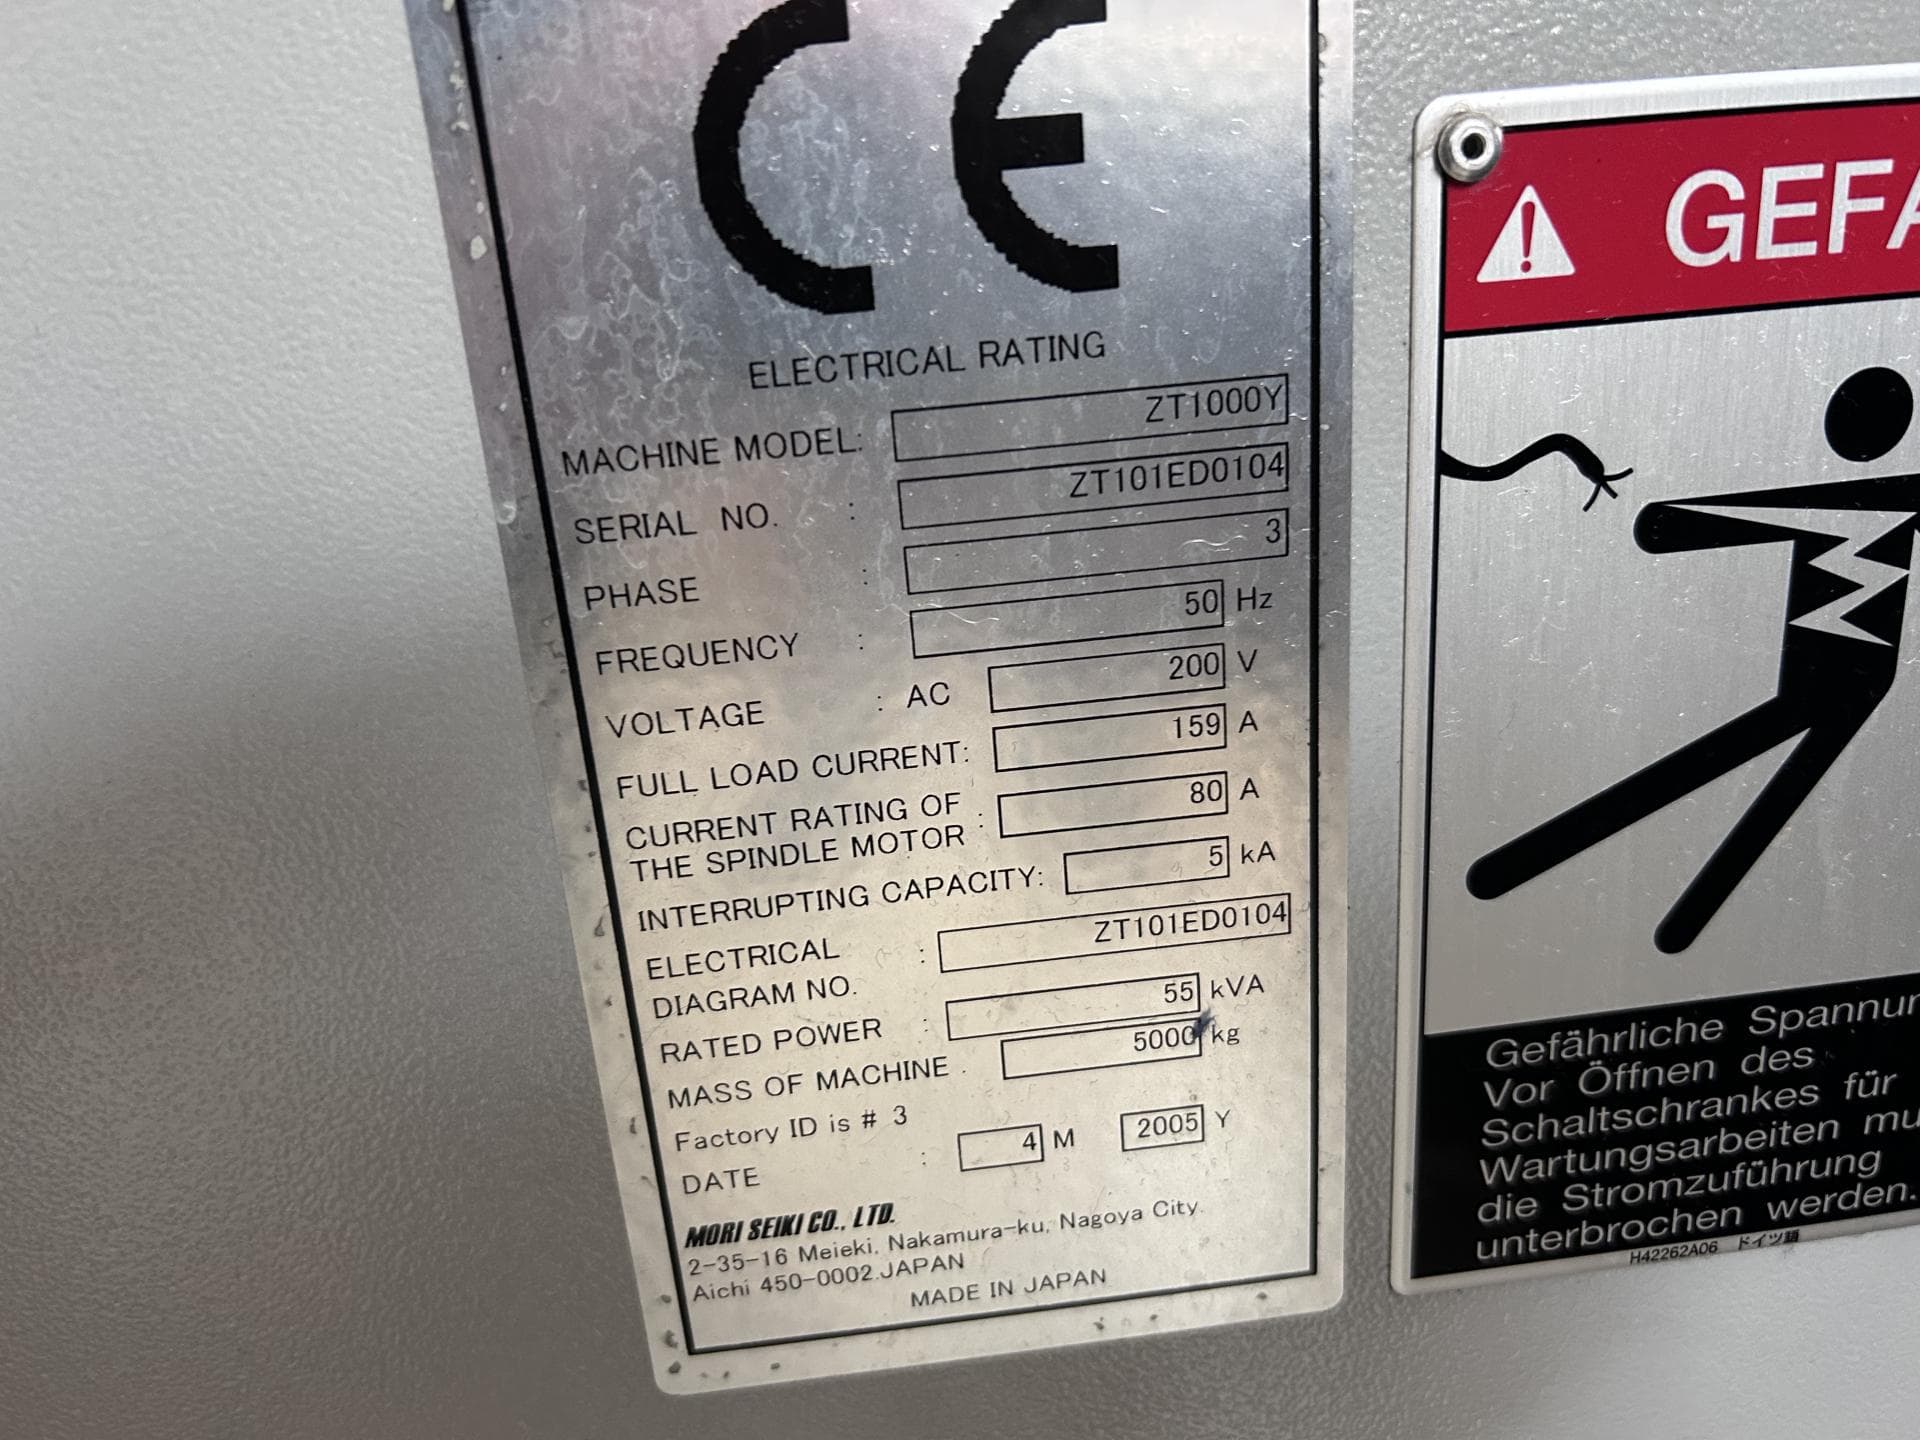 CE
ELECTRICAL RATING
MACHINE MODEL: ZT1000Y
SERIAL NO. : ZT101ED0104
PHASE : 3
FREQUENCY : 50 Hz
VOLTAGE : AC 200 V
FULL LOAD CURRENT: 159 A
CURRENT RATING OF
THE SPINDLE MOTOR : 80 A
INTERRUPTING CAPACITY: 5 kA
ELECTRICAL : ZT101ED0104
DIAGRAM NO.
RATED POWER : 55 kVA
MASS OF MACHINE : 5000 kg
Factory ID is # 3
DATE : 4 M 2005 Y
MORI SEIKI CO., LTD.
2-35-16 Meieki, Nakamura-ku, Nagoya City.
Aichi 450-0002.JAPAN
MADE IN JAPAN
GEFA
Gefährliche Spannun
Vor Öffnen des
Schaltschrankes für
Wartungsarbeiten mu
die Stromzuführung
unterbrochen werden.
H42262A06 ドイツ語